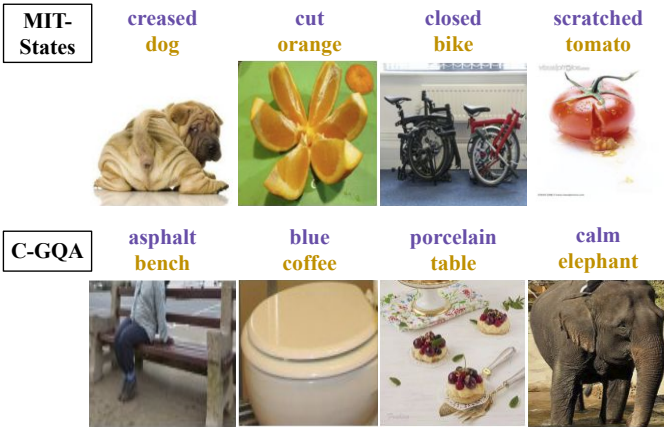 MIT-
States
creased
dog
cut
orange
closed
bike
scratched
tomato
C-GQA
asphalt
bench
blue
coffee
porcelain
table
calm
elephant